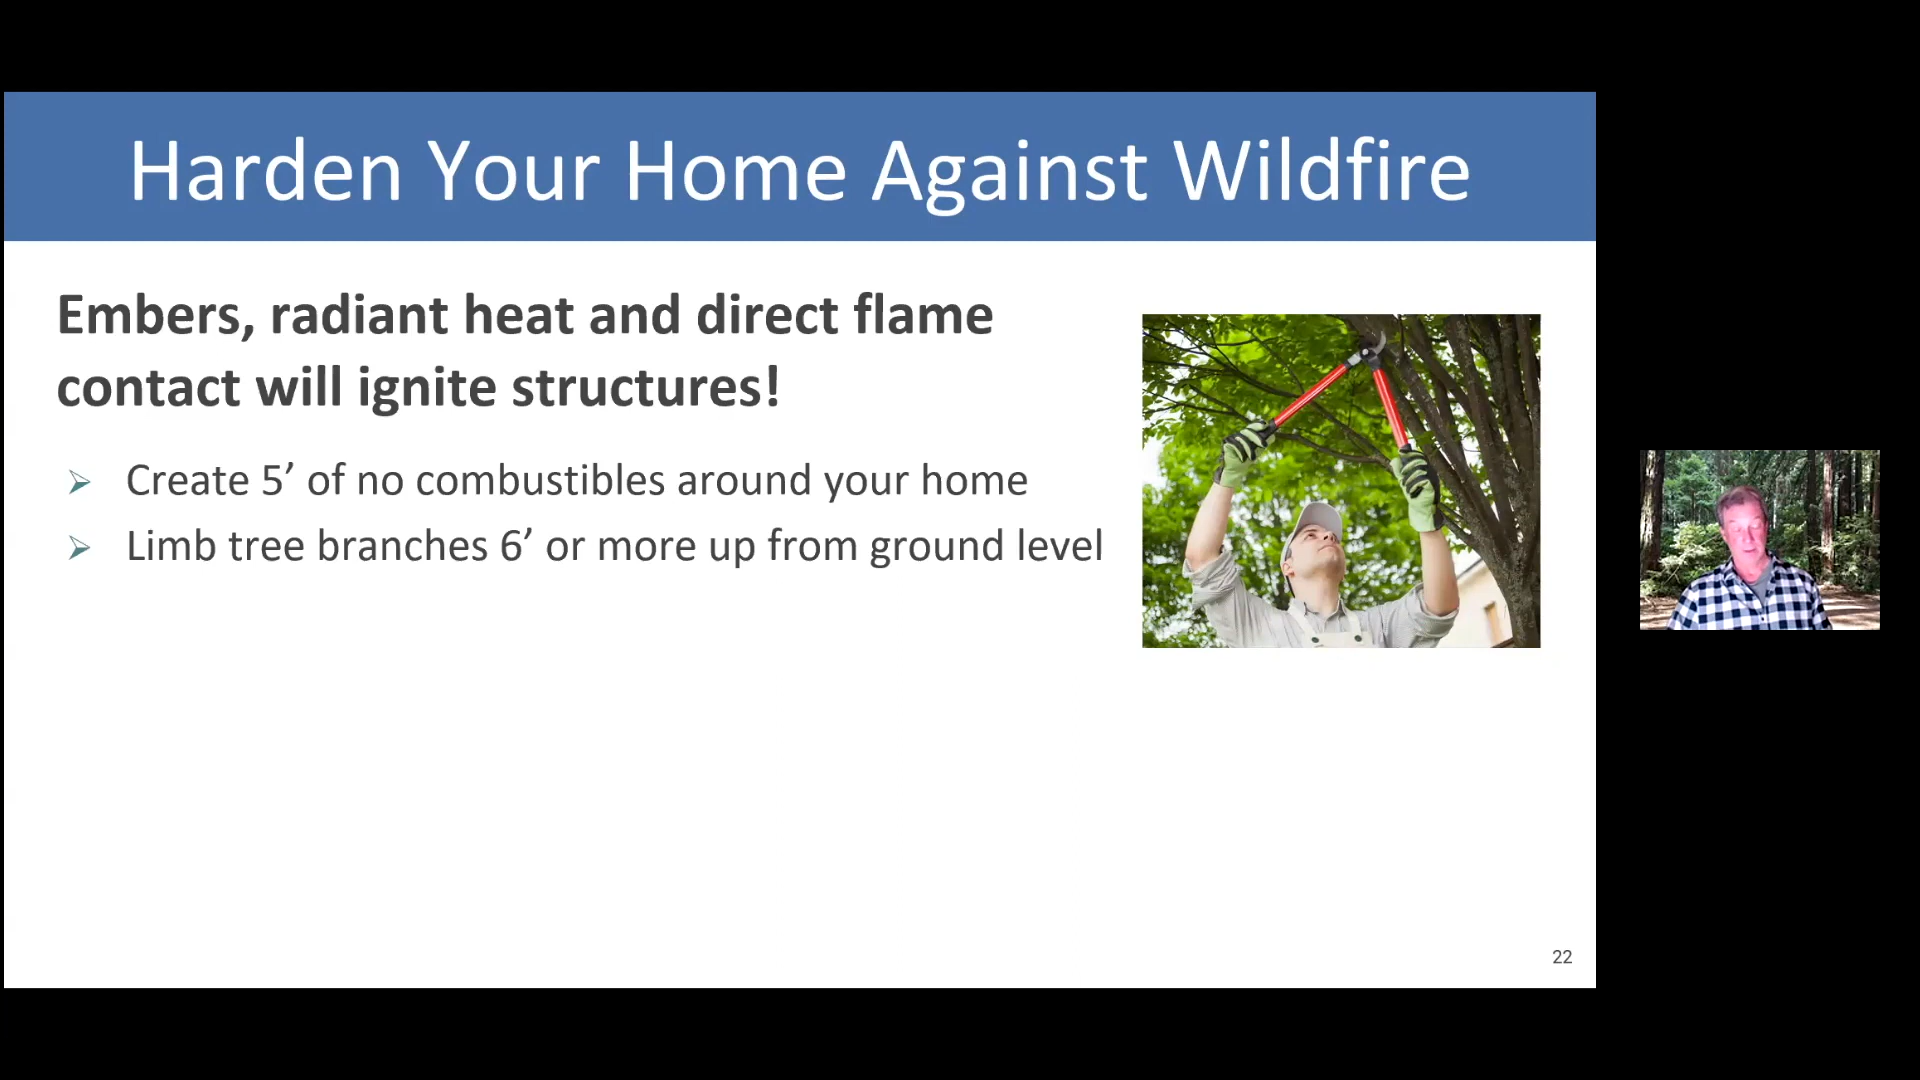 Harden Your Home Against Wildfire
Embers, radiant heat and direct flame
contact will ignite structures!
Create 5’ of no combustibles around your home
Limb tree branches 6’ or more up from ground level
22